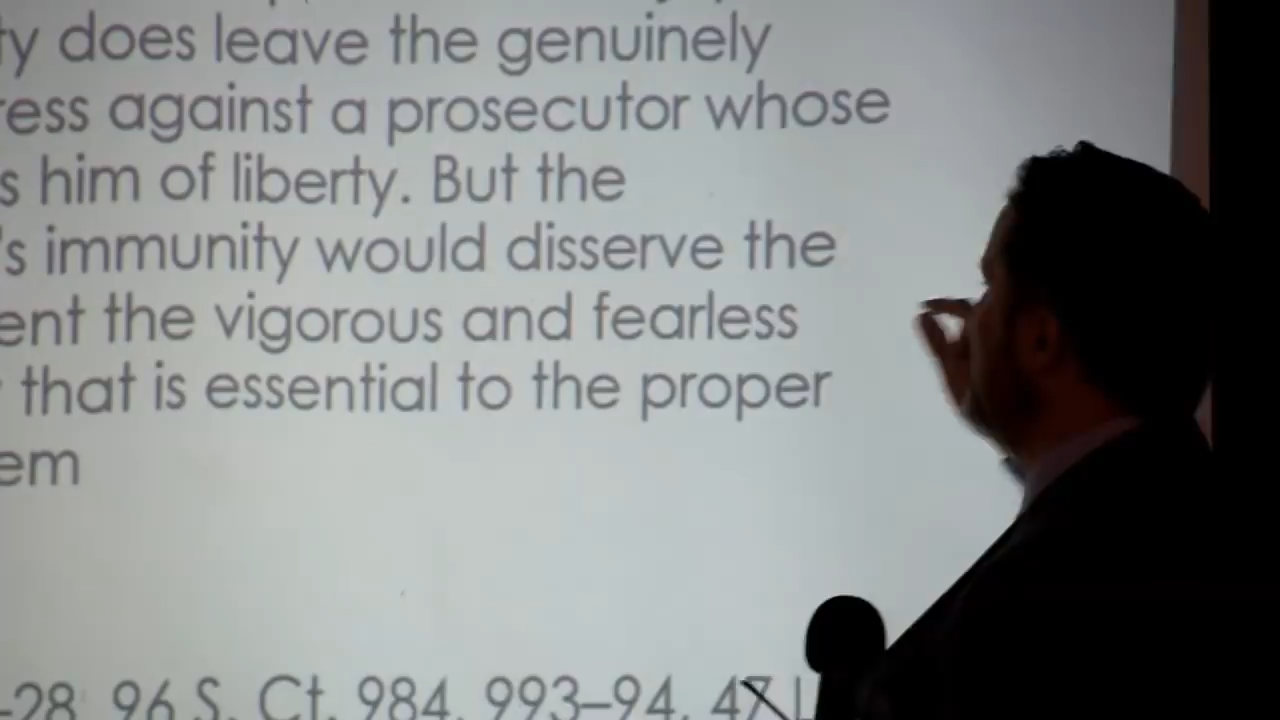 ty does leave the genuinely
ress against a prosecutor whose
s him of liberty. But the
's immunity would disserve the
ent the vigorous and fearless
that is essential to the proper
em
-28, 96 S. Ct. 984, 993–94, 47 L